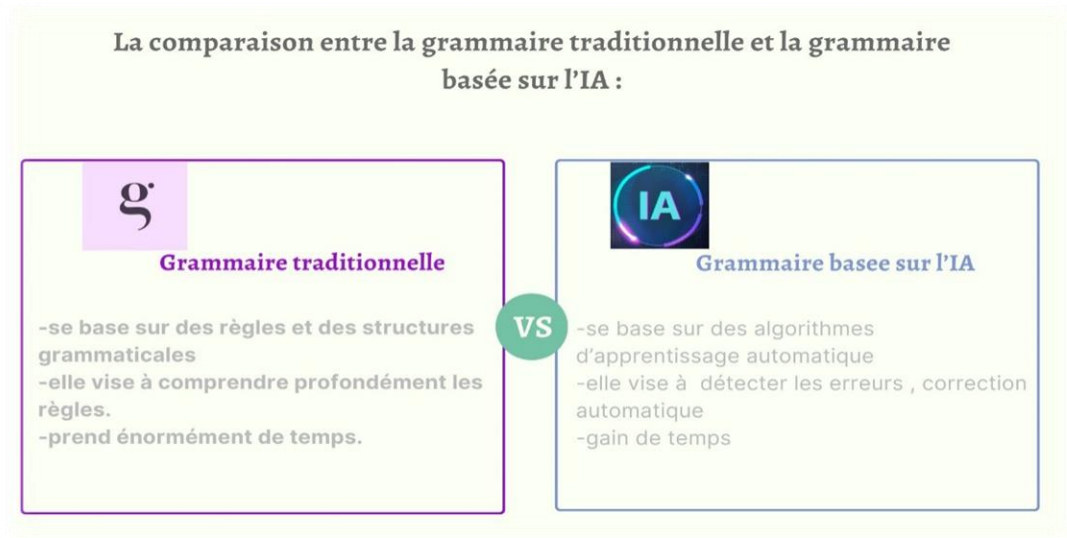 La comparaison entre la grammaire traditionnelle et la grammaire
basée sur l'IA :
g
Grammaire traditionnelle
-se base sur des règles et des structures
grammaticales
-elle vise à comprendre profondément les
règles.
-prend énormément de temps.
VS
IA
Grammaire basee sur l'IA
-se base sur des algorithmes
d'apprentissage automatique
-elle vise à  détecter les erreurs , correction
automatique
-gain de temps